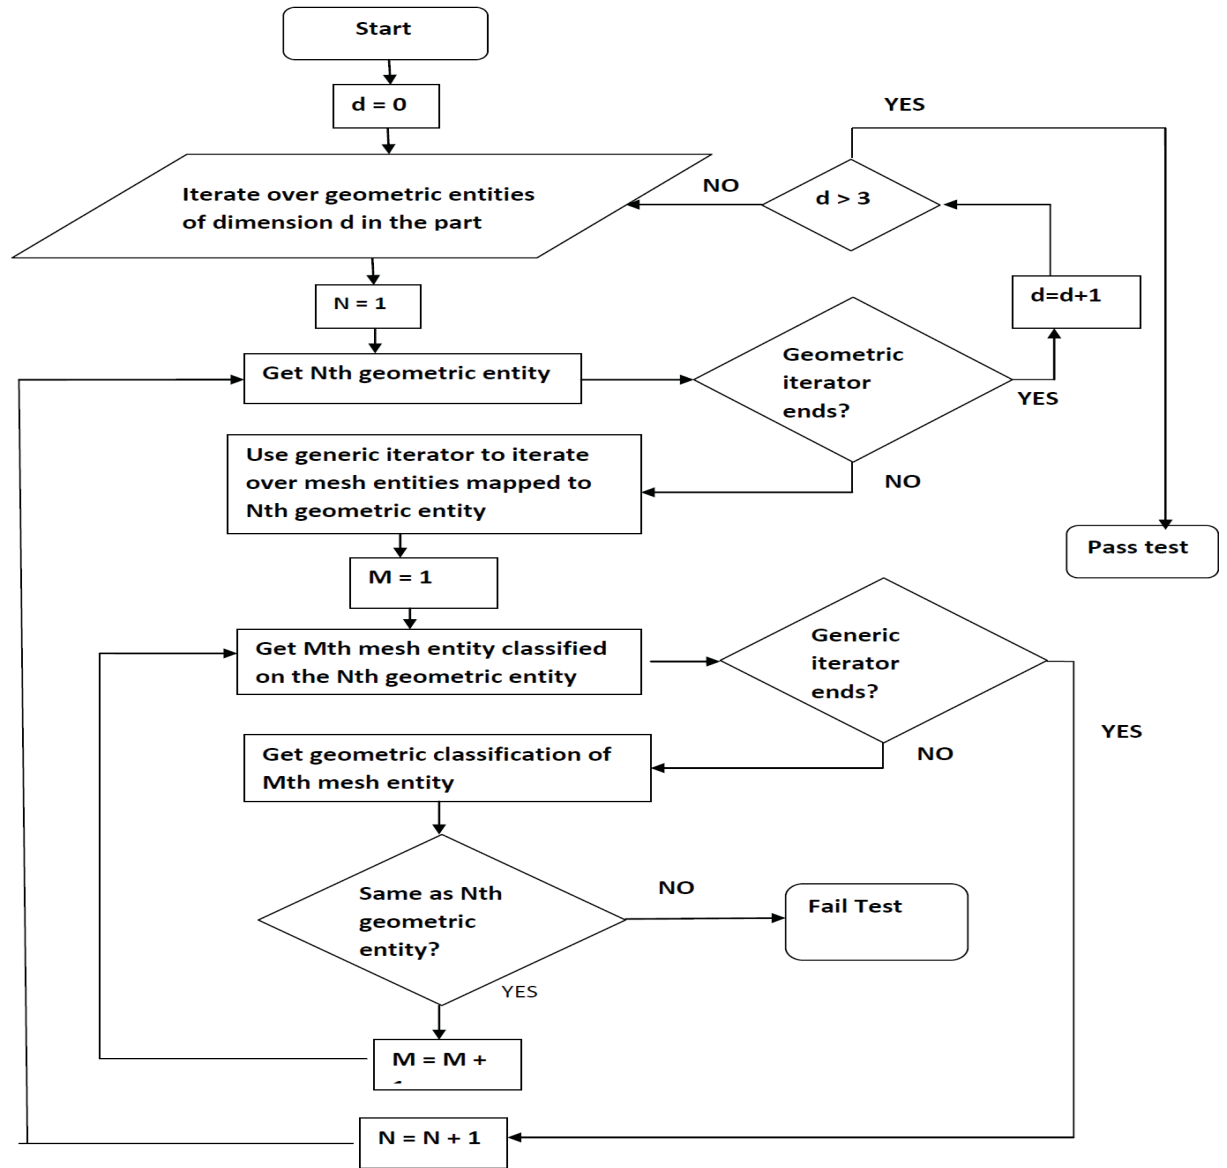 Start
d = 0
YES
NO
d > 3
Iterate over geometric entities
of dimension d in the part
d=d+1
N = 1
Geometric
iterator
ends?
Get Nth geometric entity
YES
Use generic iterator to iterate
over mesh entities mapped to
Nth geometric entity
NO
Pass test
M = 1
Generic
iterator
ends?
Get Mth mesh entity classified
on the Nth geometric entity
YES
NO
Get geometric classification of
Mth mesh entity
Same as Nth
geometric
entity?
NO
Fail Test
YES
M = M +
N = N + 1